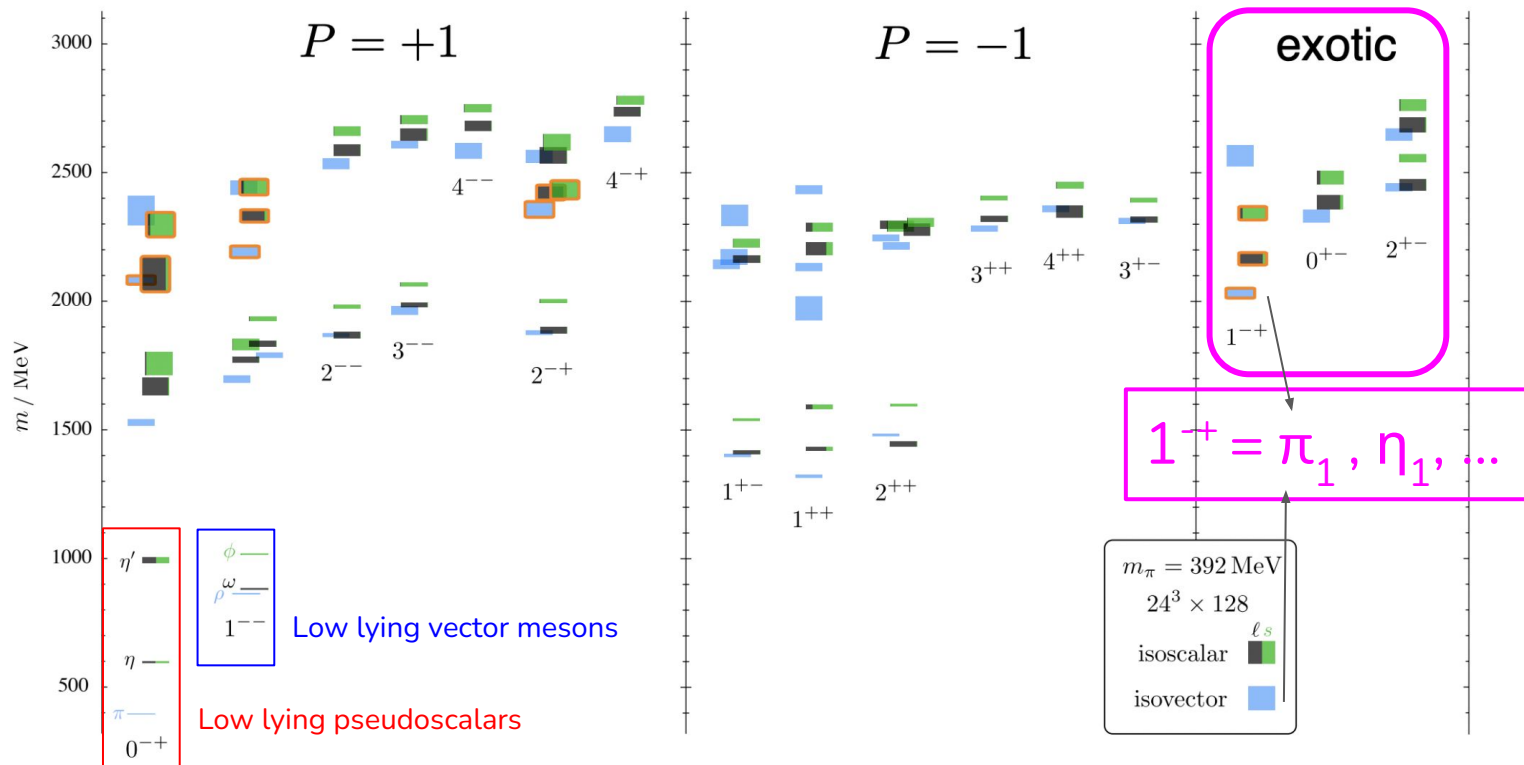 P = +1
P = −1
exotic
3000
2500
2000
1500
1000
500
m / MeV
4⁻⁻
4⁻⁺
2⁻⁻
3⁻⁻
2⁻⁺
3⁺⁺
4⁺⁺
3⁺⁻
0⁺⁻
2⁺⁻
1⁻⁺
1⁺⁻
1⁺⁺
2⁺⁺
1⁻⁺ = π₁ , η₁, ...
η′
η
π
0⁻⁺
Low lying pseudoscalars
ϕ
ω
ρ
1⁻⁻
Low lying vector mesons
m_π = 392 MeV
24³ × 128
ℓ s
isoscalar
isovector